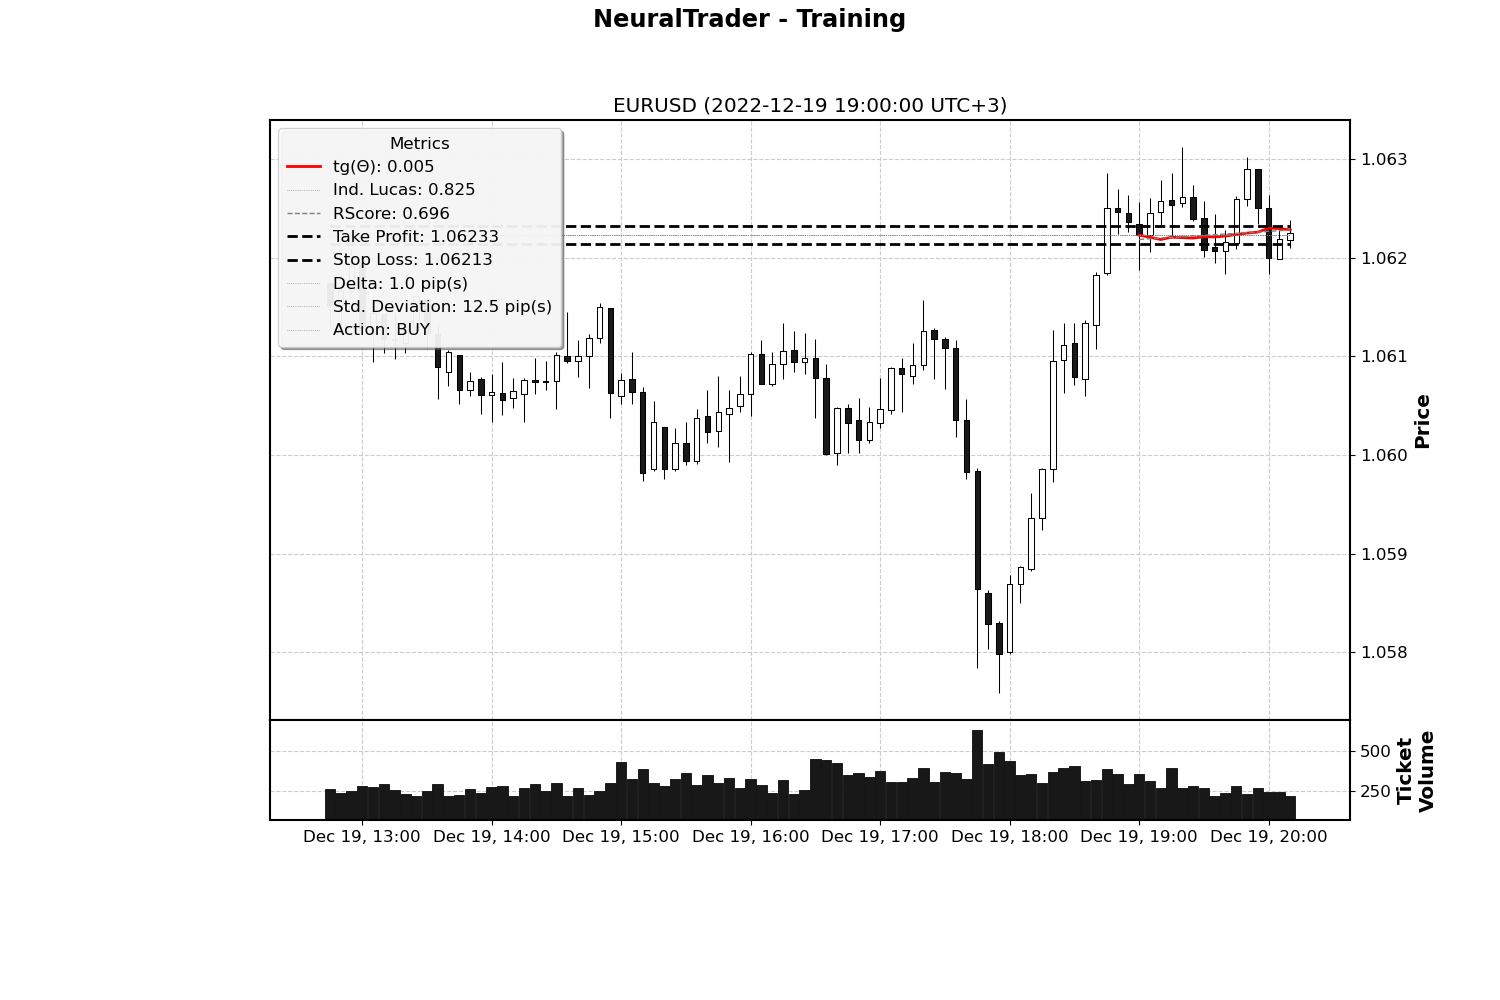 NeuralTrader - Training
EURUSD (2022-12-19 19:00:00 UTC+3)
Metrics
tg(Θ): 0.005
Ind. Lucas: 0.825
RScore: 0.696
Take Profit: 1.06233
Stop Loss: 1.06213
Delta: 1.0 pip(s)
Std. Deviation: 12.5 pip(s)
Action: BUY
1.063
1.062
1.061
1.060
1.059
1.058
Price
500
250
Ticket
Volume
Dec 19, 13:00
Dec 19, 14:00
Dec 19, 15:00
Dec 19, 16:00
Dec 19, 17:00
Dec 19, 18:00
Dec 19, 19:00
Dec 19, 20:00